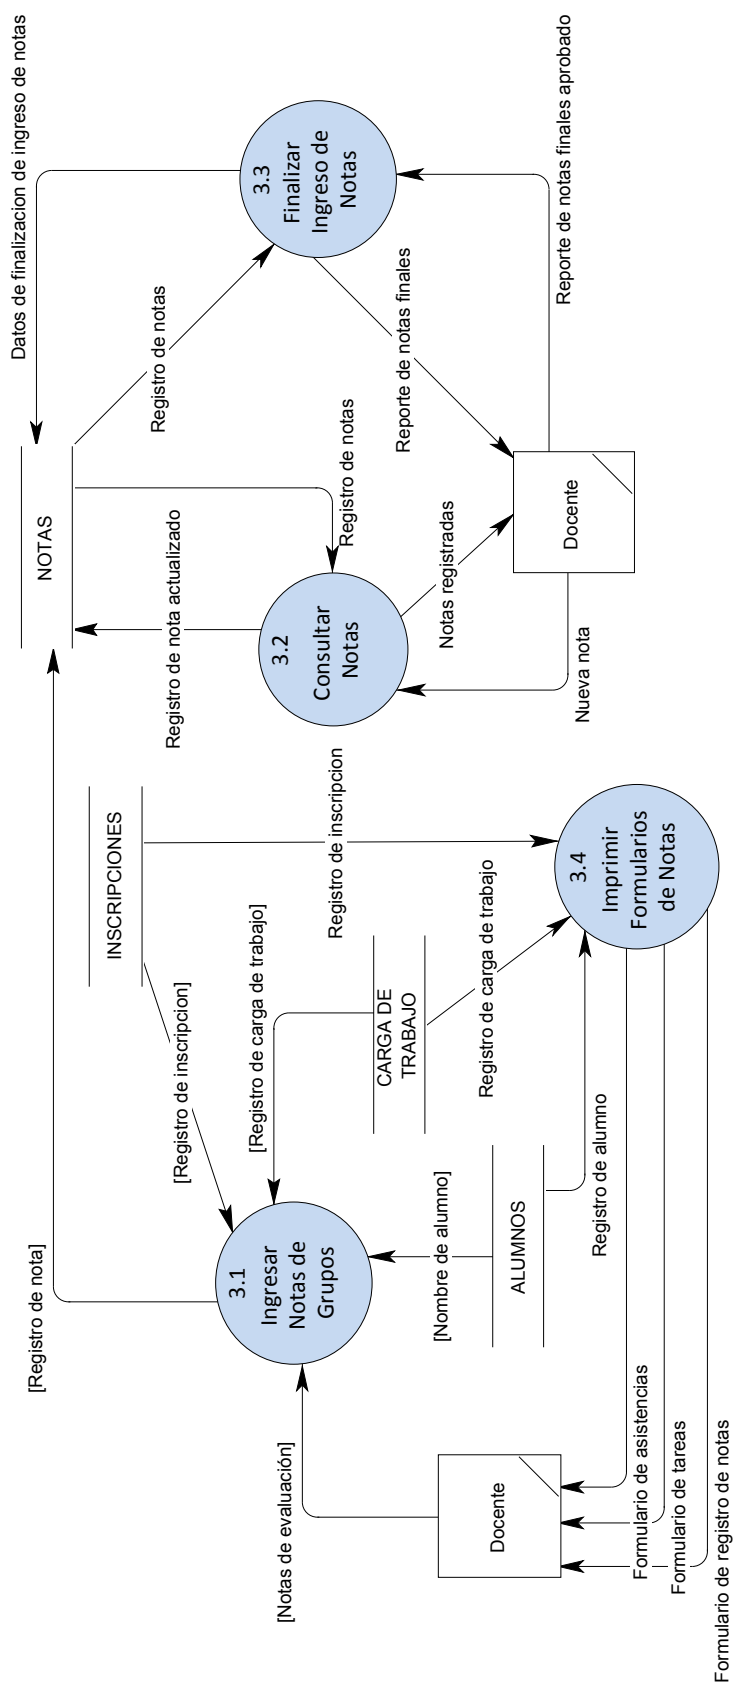 [Registro de nota]
Datos de finalizacion de ingreso de notas
NOTAS
INSCRIPCIONES
[Registro de inscripcion]
Registro de nota actualizado
Registro de notas
3.1
Ingresar
Notas de
Grupos
[Registro de carga de trabajo]
3.2
Consultar
Notas
3.3
Finalizar
Ingreso de
Notas
[Notas de evaluación]
Registro de inscripcion
Registro de notas
CARGA DE
TRABAJO
Reporte de notas finales
[Nombre de alumno]
Notas registradas
Registro de carga de trabajo
Docente
ALUMNOS
Registro de alumno
3.4
Imprimir
Formularios
de Notas
Nueva nota
Docente
Reporte de notas finales aprobado
Formulario de asistencias
Formulario de tareas
Formulario de registro de notas